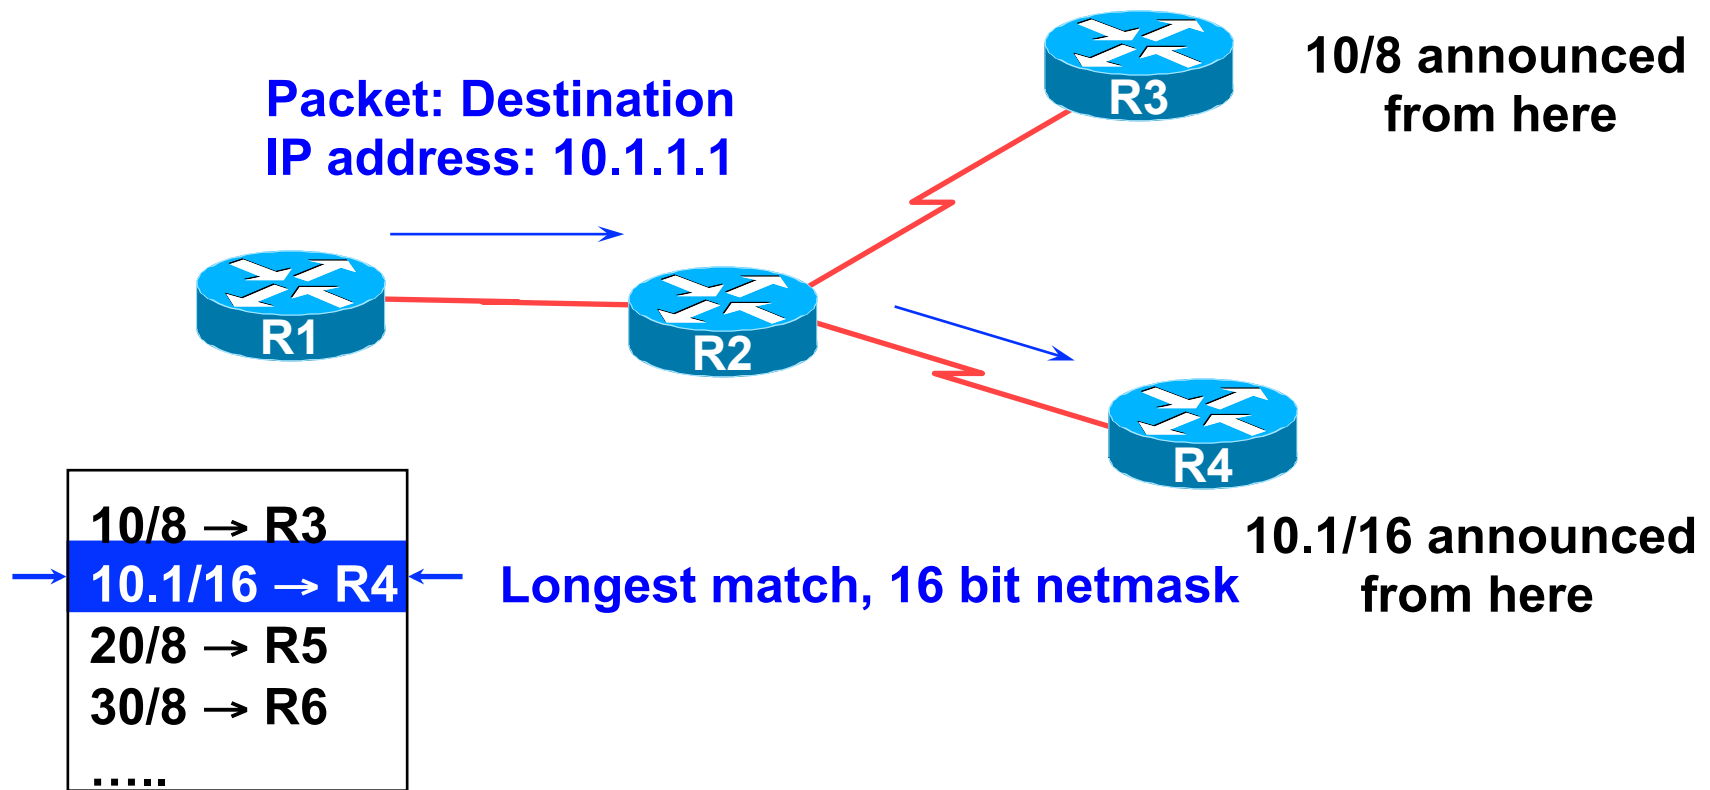 Packet: Destination
IP address: 10.1.1.1
R3
10/8 announced
from here
R1
R2
R4
10.1/16 announced
from here
10/8 → R3
10.1/16 → R4
20/8 → R5
30/8 → R6
…..
Longest match, 16 bit netmask